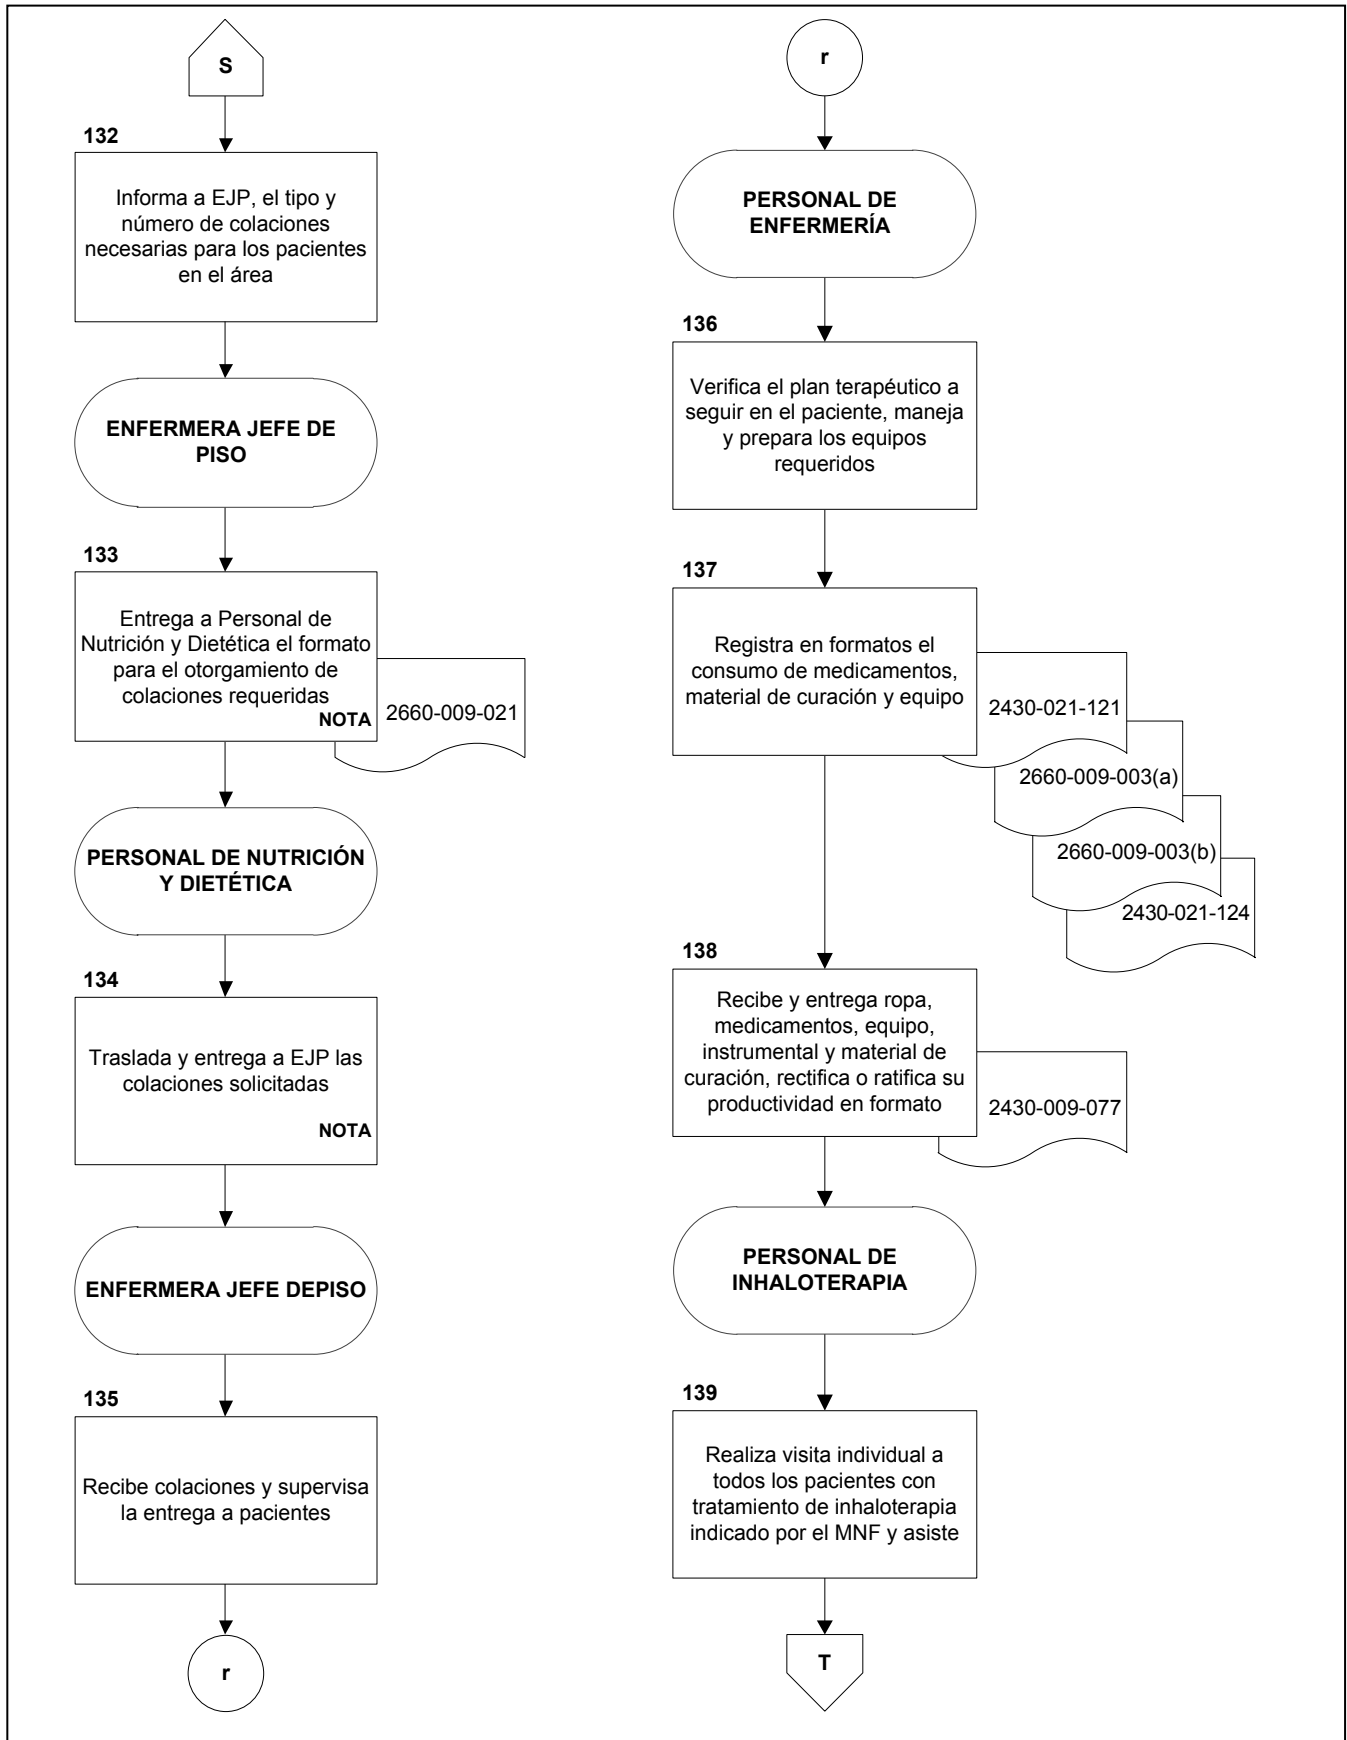 S
132
Informa a EJP, el tipo y
número de colaciones
necesarias para los pacientes
en el área
ENFERMERA JEFE DE
PISO
133
Entrega a Personal de
Nutrición y Dietética el formato
para el otorgamiento de
colaciones requeridas
NOTA
2660-009-021
PERSONAL DE NUTRICIÓN
Y DIETÉTICA
134
Traslada y entrega a EJP las
colaciones solicitadas
NOTA
ENFERMERA JEFE DEPISO
135
Recibe colaciones y supervisa
la entrega a pacientes
r
r
PERSONAL DE
ENFERMERÍA
136
Verifica el plan terapéutico a
seguir en el paciente, maneja
y prepara los equipos
requeridos
137
Registra en formatos el
consumo de medicamentos,
material de curación y equipo
2430-021-121
2660-009-003(a)
2660-009-003(b)
2430-021-124
138
Recibe y entrega ropa,
medicamentos, equipo,
instrumental y material de
curación, rectifica o ratifica su
productividad en formato
2430-009-077
PERSONAL DE
INHALOTERAPIA
139
Realiza visita individual a
todos los pacientes con
tratamiento de inhaloterapia
indicado por el MNF y asiste
T